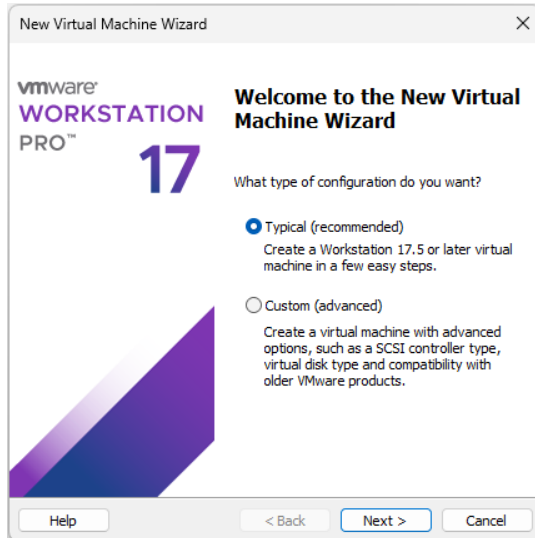 New Virtual Machine Wizard
vmware®
WORKSTATION
PRO™
17
Welcome to the New Virtual
Machine Wizard
What type of configuration do you want?
Typical (recommended)
Create a Workstation 17.5 or later virtual
machine in a few easy steps.
Custom (advanced)
Create a virtual machine with advanced
options, such as a SCSI controller type,
virtual disk type and compatibility with
older VMware products.
Help
< Back
Next >
Cancel